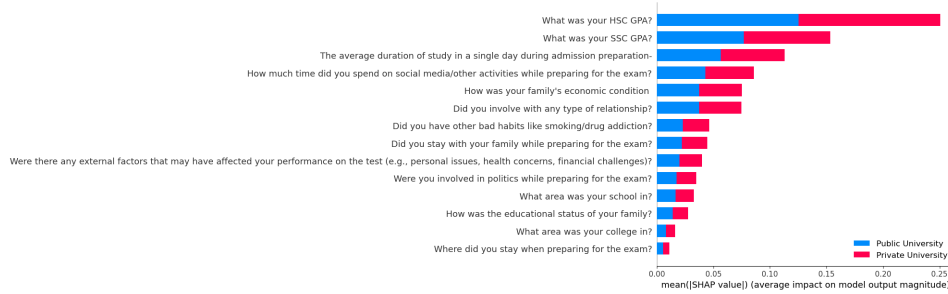 What was your HSC GPA?
What was your SSC GPA?
The average duration of study in a single day during admission preparation-
How much time did you spend on social media/other activities while preparing for the exam?
How was your family's economic condition
Did you involve with any type of relationship?
Did you have other bad habits like smoking/drug addiction?
Did you stay with your family while preparing for the exam?
Were there any external factors that may have affected your performance on the test (e.g., personal issues, health concerns, financial challenges)?
Were you involved in politics while preparing for the exam?
What area was your school in?
How was the educational status of your family?
What area was your college in?
Where did you stay when preparing for the exam?
Public University
Private University
0.00 0.05 0.10 0.15 0.20 0.25
mean(|SHAP value|) (average impact on model output magnitude